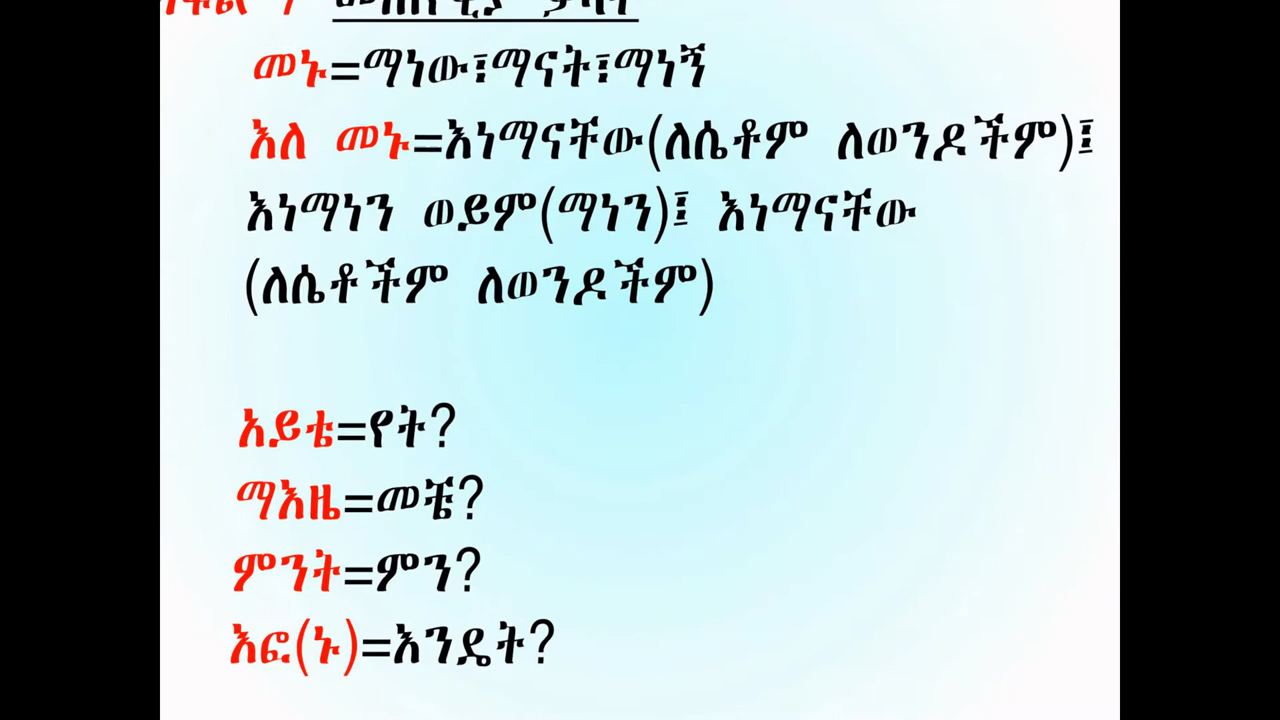 መኑ=ማነው፣ማናት፣ማነኝ
እለ መኑ=እነማናቸው(ለሴቶም ለወንዶችም)፤
እነማነን ወይም(ማነን)፤ እነማናቸው
(ለሴቶችም ለወንዶችም)
አይቴ=የት?
ማእዜ=መቼ?
ምንት=ምን?
እፎ(ኑ)=እንዴት?